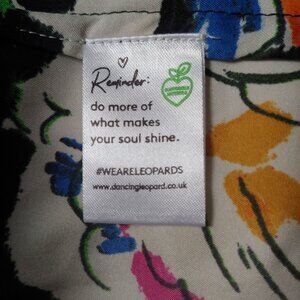 Reminder:
do more of
what makes
your soul shine.
#WEARELEOPARDS
www.dancingleopard.co.uk